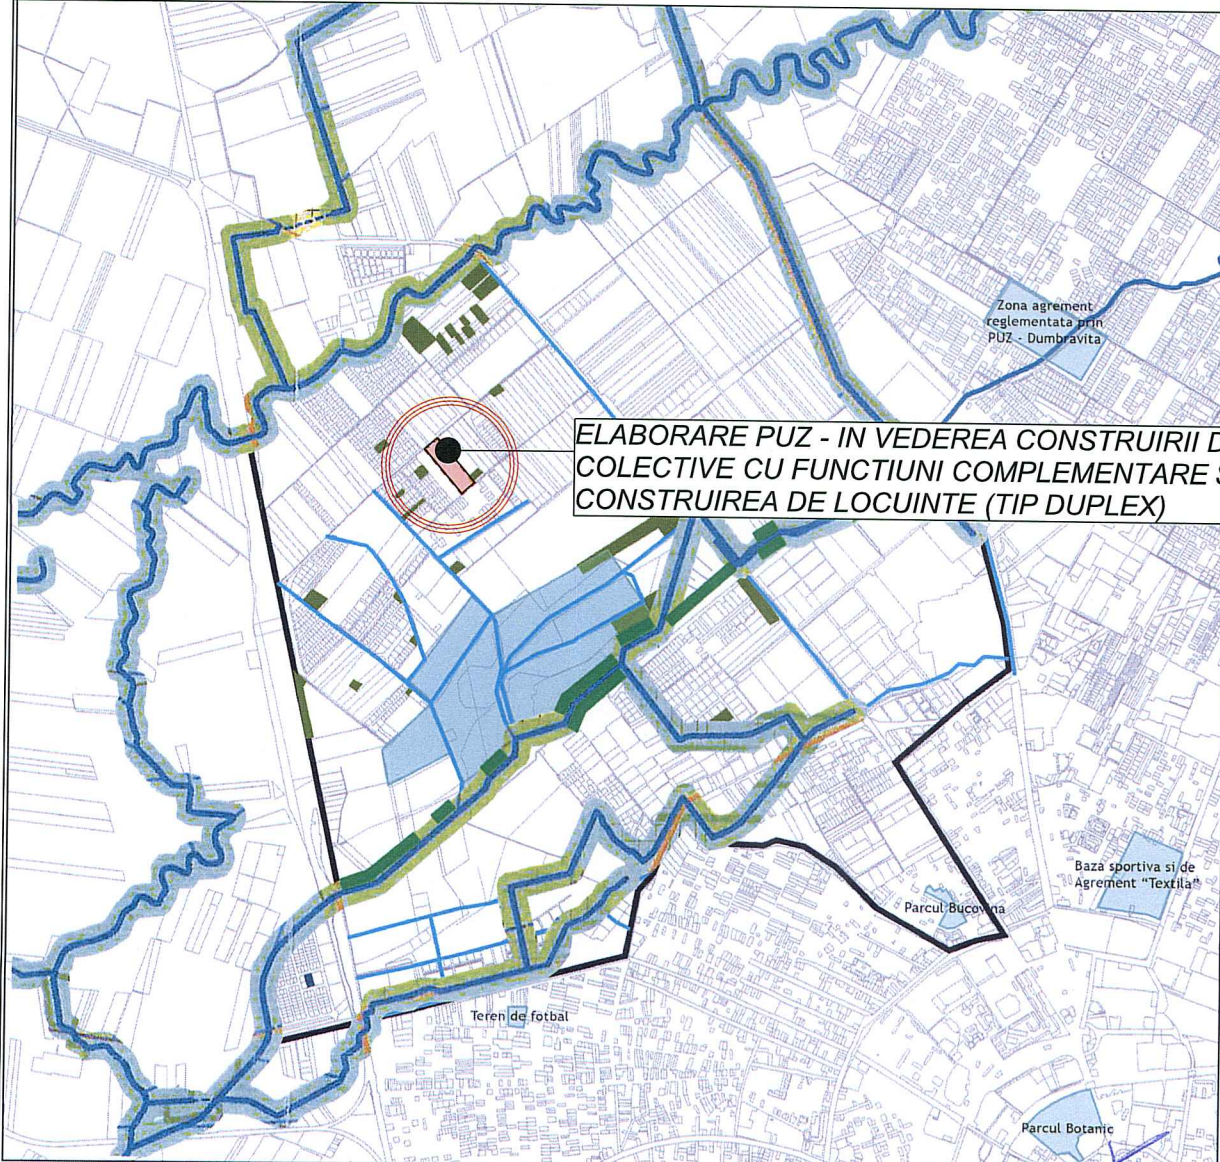 Zona agrement
reglementata prin
PUZ - Dumbravita
ELABORARE PUZ - IN VEDEREA CONSTRUIRII D
COLECTIVE CU FUNCTIUNI COMPLEMENTARE S
CONSTRUIREA DE LOCUINTE (TIP DUPLEX)
Baza sportiva si de
Agrement "Textila"
Parcul Bucovina
Teren de fotbal
Parcul Botanic